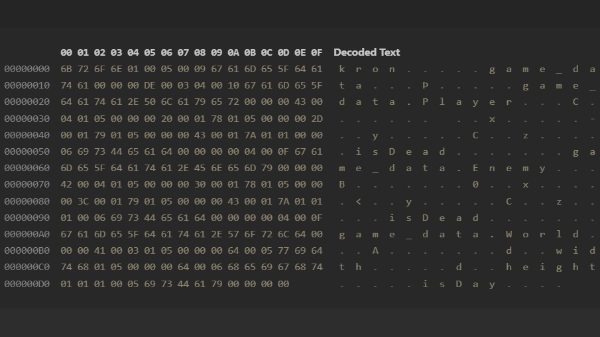 00 01 02 03 04 05 06 07 08 09 0A 0B 0C 0D 0E 0F Decoded Text
00000000 6B 72 6F 6E 01 00 05 00 09 67 61 6D 65 5F 64 61 k r o n . . . . . g a m e _ d a
00000010 74 61 00 00 00 DE 00 03 04 00 10 67 61 6D 65 5F t a . . . Þ . . . . . g a m e _
00000020 64 61 74 61 2E 50 6C 61 79 65 72 00 00 00 43 00 d a t a . P l a y e r . . . C .
00000030 04 01 05 00 00 00 20 00 01 78 01 05 00 00 00 2D . . . . . . . . x . . . . . -
00000040 00 01 79 01 05 00 00 00 43 00 01 7A 01 01 00 00 . . y . . . . . C . . z . . . .
00000050 06 69 73 44 65 61 64 00 00 00 00 04 00 0F 67 61 . i s D e a d . . . . . . . g a
00000060 6D 65 5F 64 61 74 61 2E 45 6E 65 6D 79 00 00 00 m e _ d a t a . E n e m y . . .
00000070 42 00 04 01 05 00 00 00 30 00 01 78 01 05 00 00 B . . . . . . . 0 . . x . . . .
00000080 00 3C 00 01 79 01 05 00 00 00 43 00 01 7A 01 01 . < . . y . . . . . C . . z . .
00000090 01 00 06 69 73 44 65 61 64 00 00 00 00 04 00 0F . . . i s D e a d . . . . . . .
000000A0 67 61 6D 65 5F 64 61 74 61 2E 57 6F 72 6C 64 00 g a m e _ d a t a . W o r l d .
000000B0 00 00 41 00 03 01 05 00 00 00 64 00 05 77 69 64 . . A . . . . . . . d . . w i d
000000C0 74 68 01 05 00 00 00 64 00 06 68 65 69 67 68 74 t h . . . . . d . . h e i g h t
000000D0 01 01 01 00 05 69 73 44 61 79 00 00 00 00 . . . . . i s D a y . . . .